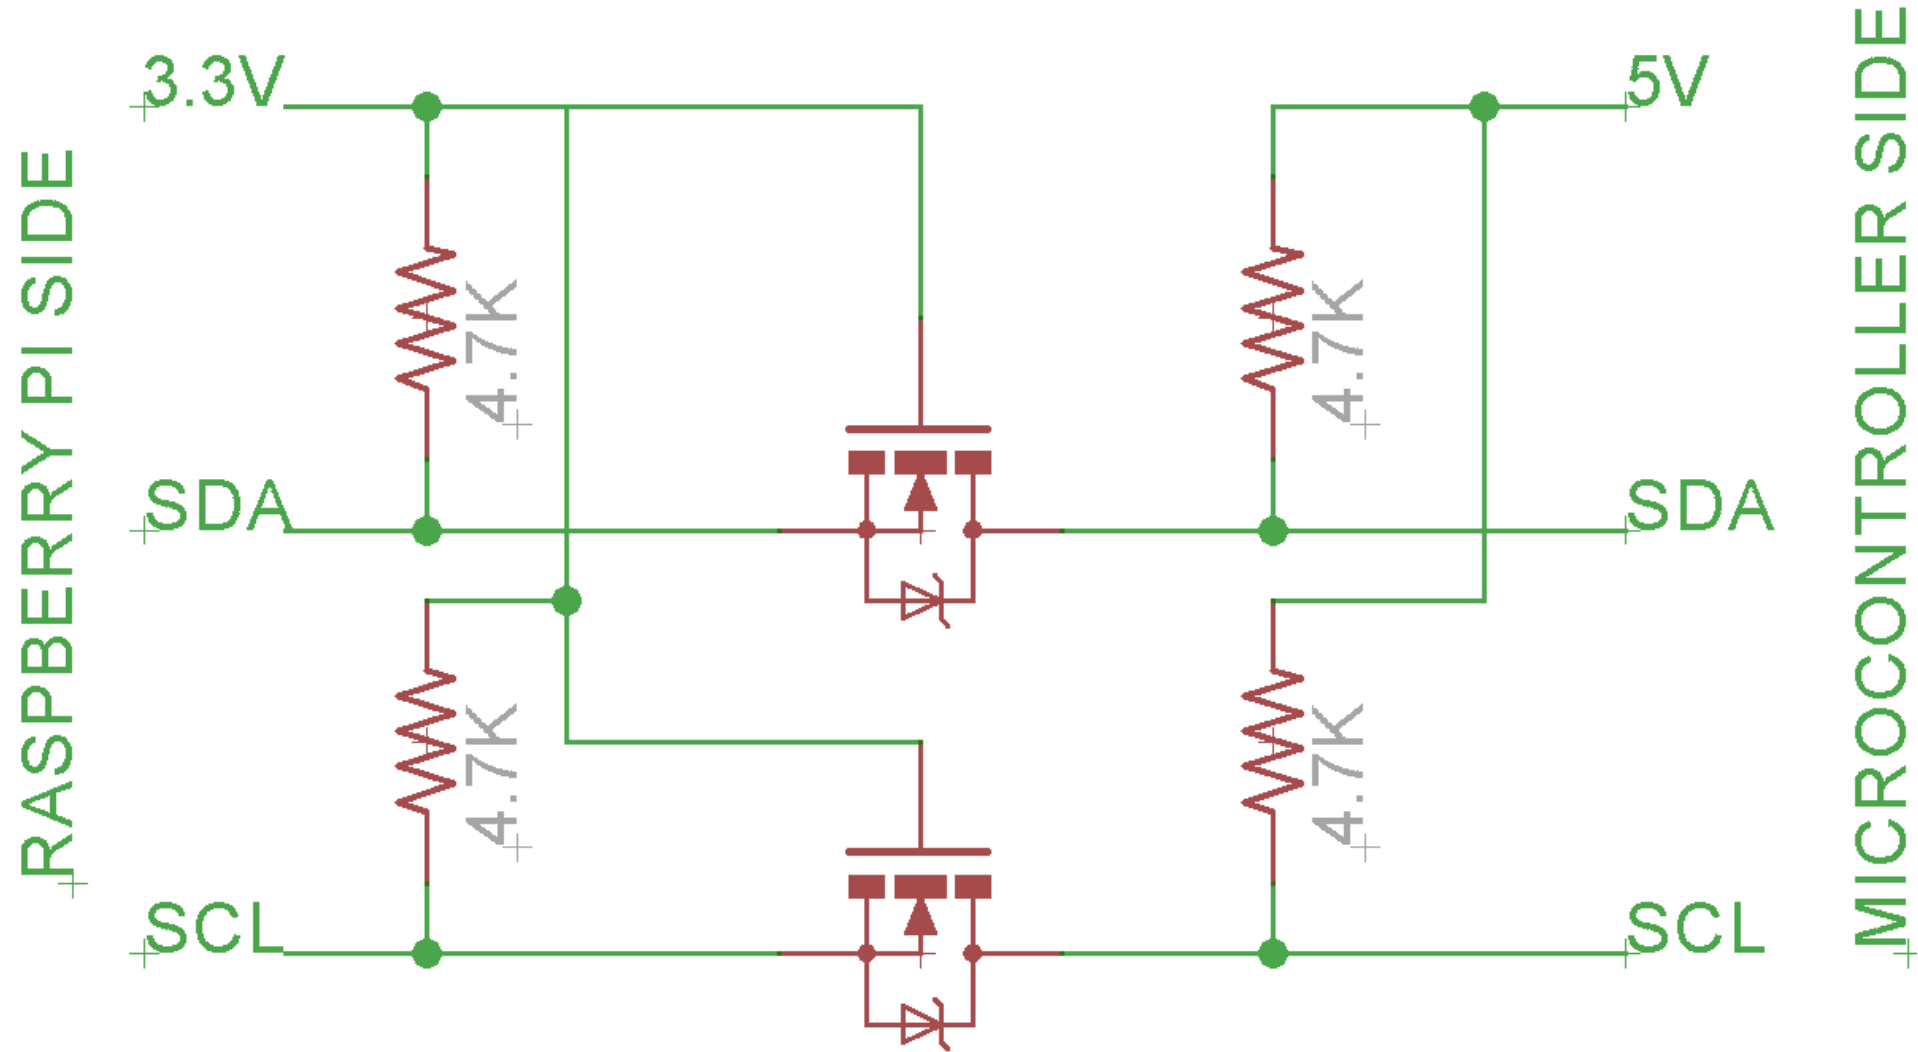 RASPBERRY PI SIDE
3.3V
5V
4.7K
4.7K
SDA
SDA
4.7K
4.7K
SCL
SCL
MICROCONTROLLER SIDE